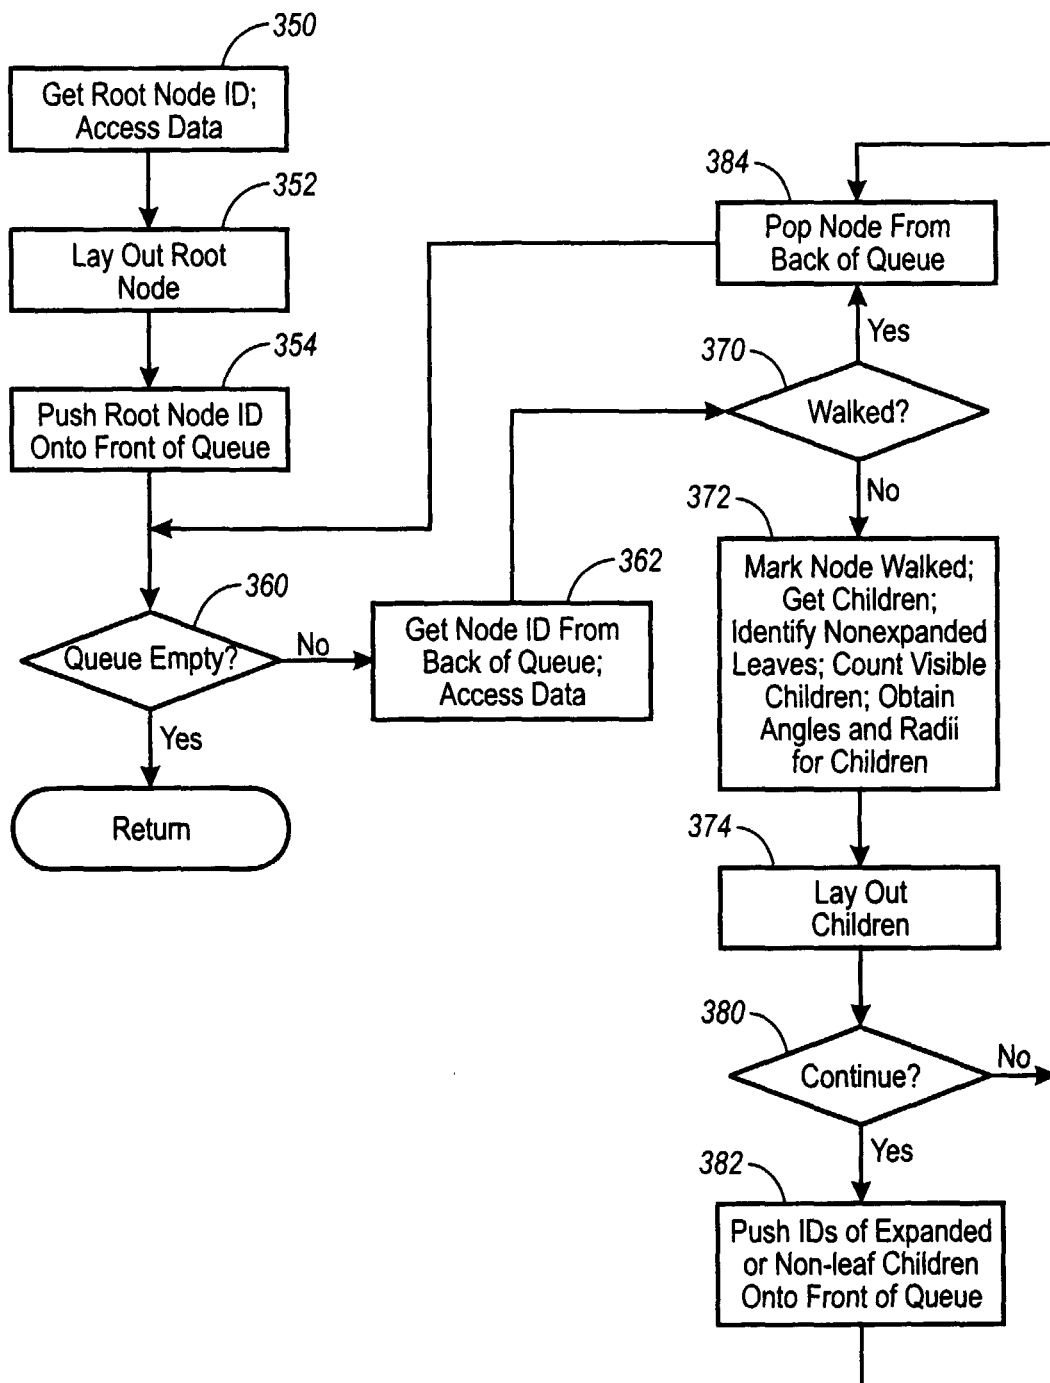 350
Get Root Node ID;
Access Data
352
Lay Out Root
Node
354
Push Root Node ID
Onto Front of Queue
360
Queue Empty?
No
Yes
Return
362
Get Node ID From
Back of Queue;
Access Data
384
Pop Node From
Back of Queue
Yes
370
Walked?
No
372
Mark Node Walked;
Get Children;
Identify Nonexpanded
Leaves; Count Visible
Children; Obtain
Angles and Radii
for Children
374
Lay Out
Children
380
Continue?
No
Yes
382
Push IDs of Expanded
or Non-leaf Children
Onto Front of Queue